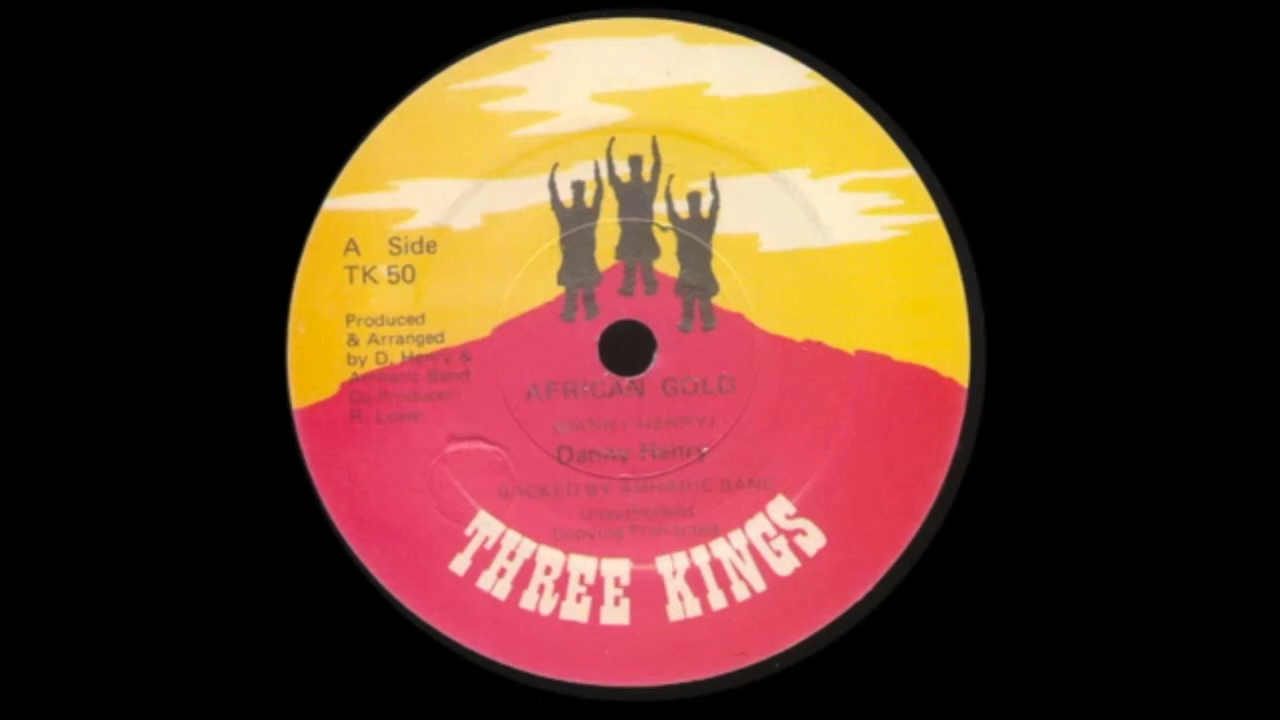 A Side
TK 50
Produced
& Arranged
by D. Henry &
Amharic Band
Co-Producer:
R. Lowe.
AFRICAN GOLD
(DANNY HENRY)
Danny Henry
BACKED BY AMHARIC BAND
Unauthorised
Copying Prohibited
THREE KINGS